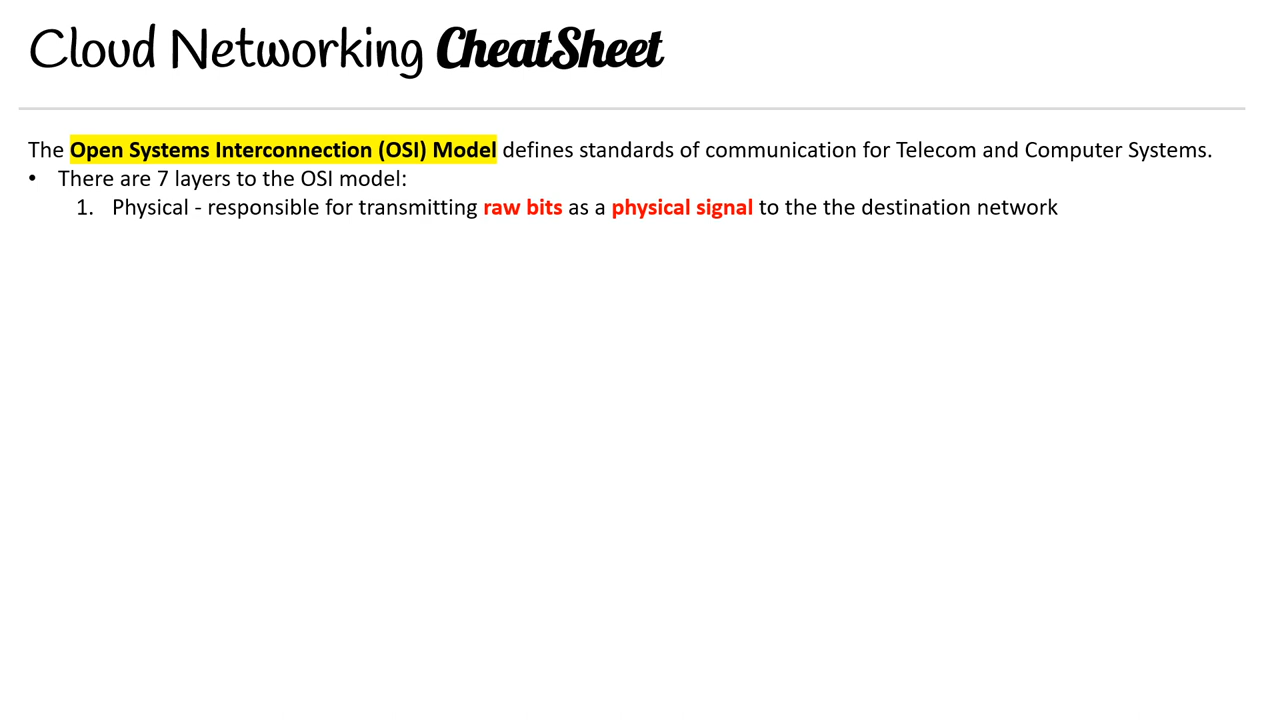 Cloud Networking CheatSheet
The Open Systems Interconnection (OSI) Model defines standards of communication for Telecom and Computer Systems.
• There are 7 layers to the OSI model:
1. Physical - responsible for transmitting raw bits as a physical signal to the the destination network